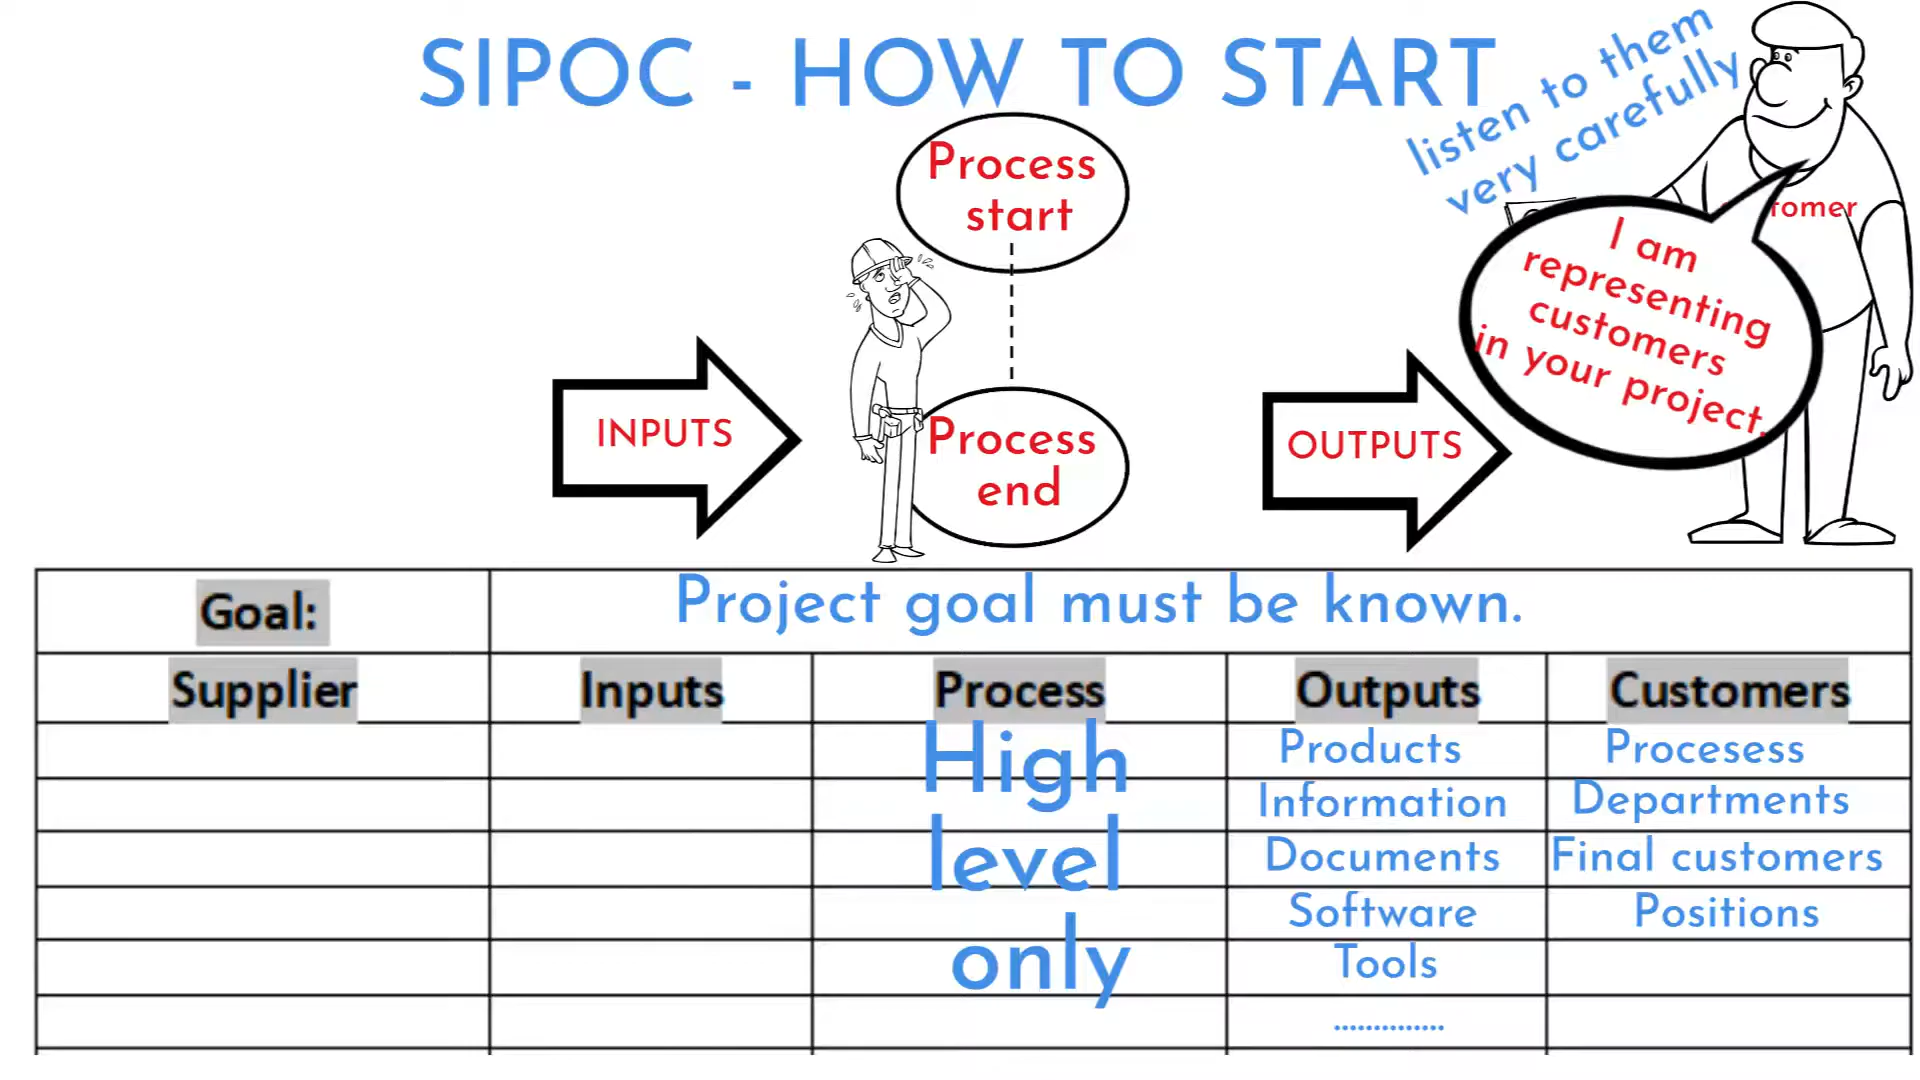 SIPOC - HOW TO START
listen to them
very carefully
Process
start
tomer
I am
representing
customers
in your project.
INPUTS
Process
end
OUTPUTS
Goal:
Project goal must be known.
Supplier
Inputs
Process
Outputs
Customers
High
level
only
Products
Information
Documents
Software
Tools
..............
Procesess
Departments
Final customers
Positions